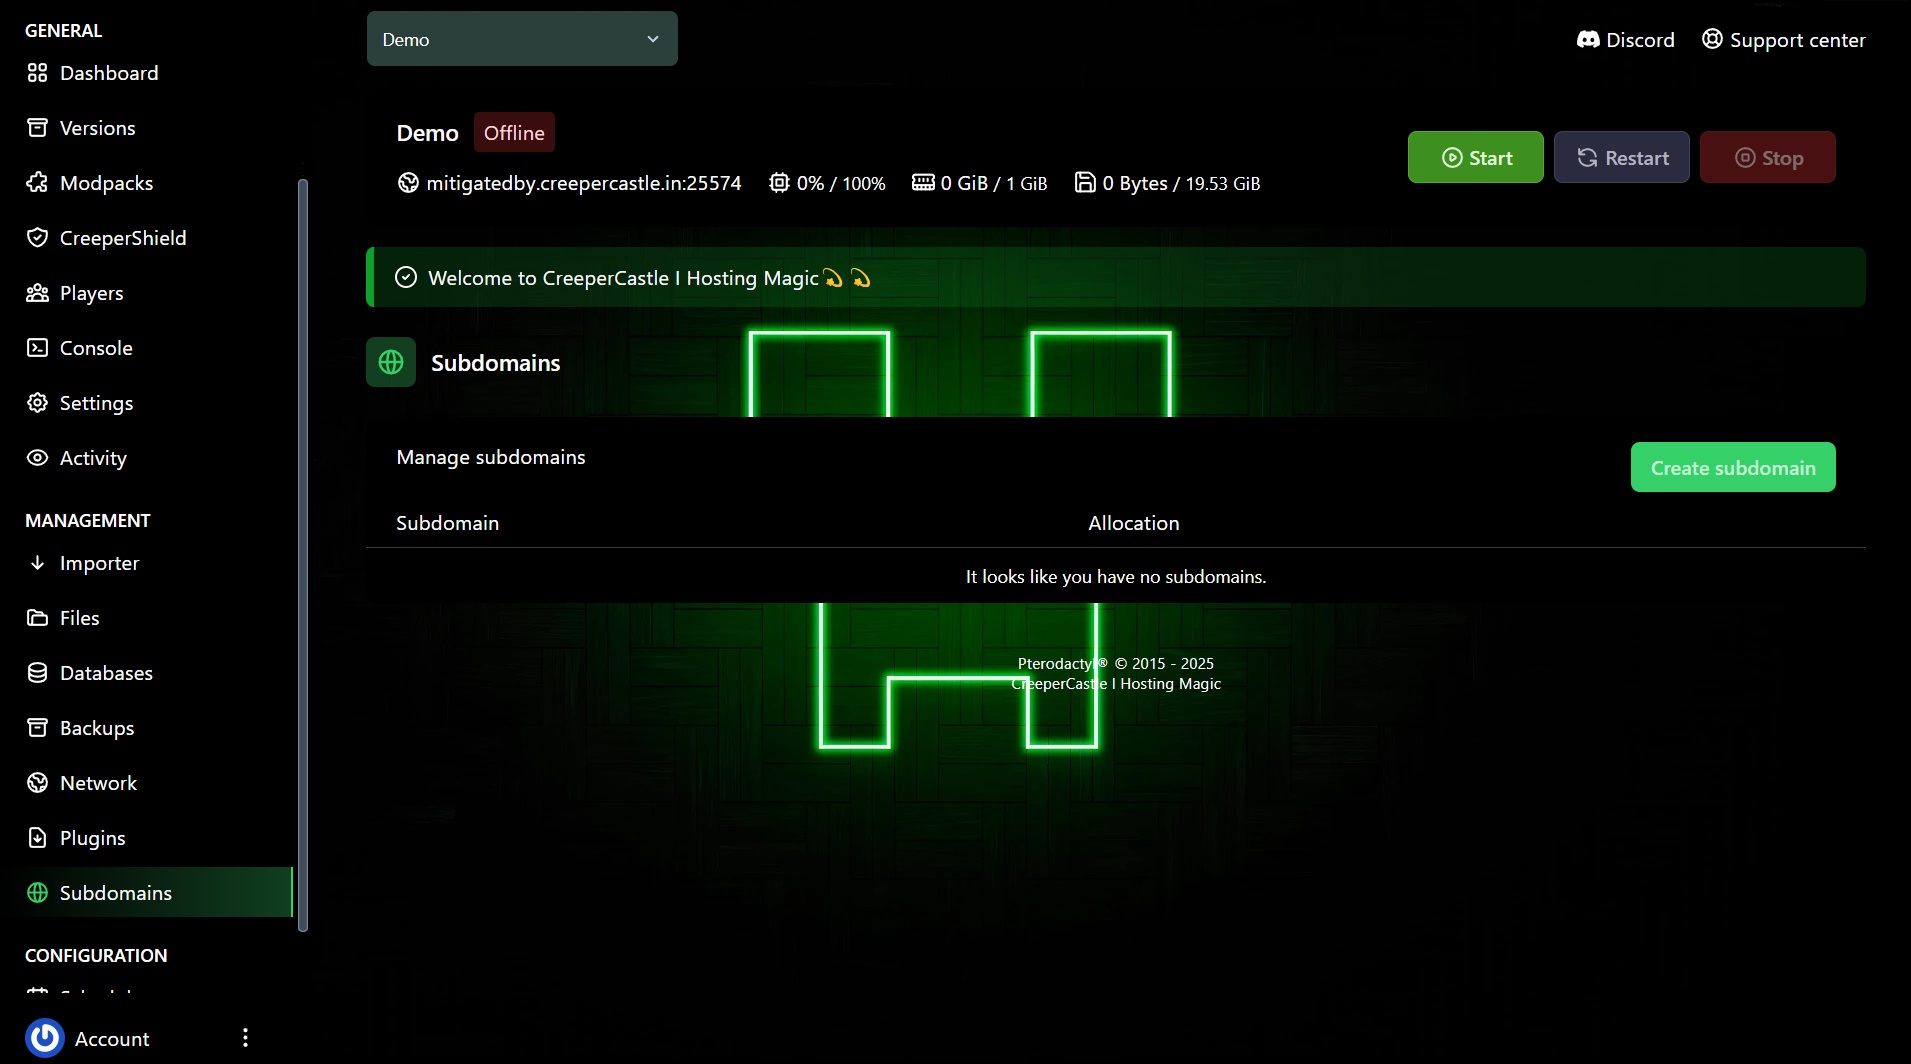 GENERAL
Dashboard
Versions
Modpacks
CreeperShield
Players
Console
Settings
Activity
MANAGEMENT
Importer
Files
Databases
Backups
Network
Plugins
Subdomains
CONFIGURATION
Account
Demo
Discord
Support center
Demo Offline
mitigatedby.creepercastle.in:25574 0% / 100% 0 GiB / 1 GiB 0 Bytes / 19.53 GiB
Start Restart Stop
Welcome to CreeperCastle | Hosting Magic💫 💫
Subdomains
Manage subdomains
Create subdomain
Subdomain Allocation
It looks like you have no subdomains.
Pterodactyl® © 2015 - 2025
CreeperCastle | Hosting Magic